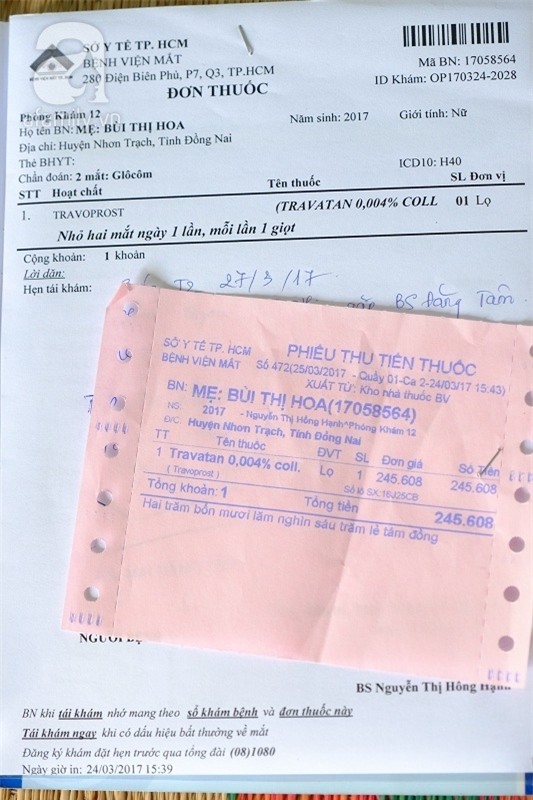 SỞ Y TẾ TP. HCM
BỆNH VIỆN MẮT
280 Điện Biên Phủ, P7, Q3, TP.HCM
ĐƠN THUỐC
Mã BN: 17058564
ID Khám: OP170324-2028
Phòng Khám 12
Họ tên BN: MẸ: BÙI THỊ HOA
Năm sinh: 2017 Giới tính: Nữ
Địa chỉ: Huyện Nhơn Trạch, Tỉnh Đồng Nai
Thẻ BHYT:
Chẩn đoán: 2 mắt: Glôcôm
ICD10: H40
STT Hoạt chất Tên thuốc SL Đơn vị
1. TRAVOPROST (TRAVATAN 0,004% COLL 01 Lọ
Nhỏ hai mắt ngày 1 lần, mỗi lần 1 giọt
Cộng khoản: 1 khoản
Lời dặn:
Hẹn tái khám: T2 27/3/17
BS Đặng Tâm
SỞ Y TẾ TP. HCM
BỆNH VIỆN MẮT
PHIẾU THU TIỀN THUỐC
Số 472(25/03/2017 - Quầy 01-Ca 2-24/03/17 15:43)
XUẤT TỪ: Kho nhà thuốc BV
BN: MẸ: BÙI THỊ HOA(17058564)
NS: 2017 - Nguyễn Thị Hồng Hạnh^Phòng Khám 12
Đ/C: Huyện Nhơn Trạch, Tỉnh Đồng Nai
TT Tên thuốc ĐVT SL Đơn giá Số Tiền
1 Travatan 0,004% coll. Lọ 1 245.608 245.608
( Travoprost ) Số lô SX:16J25CB
Tổng khoản: 1 Tổng tiền 245.608
Hai trăm bốn mươi lăm nghìn sáu trăm lẻ tám đồng
BS Nguyễn Thị Hồng Hạnh
BN khi tái khám nhớ mang theo sổ khám bệnh và đơn thuốc này
Tái khám ngay khi có dấu hiệu bất thường về mắt
Đăng ký khám đặt hẹn trước qua tổng đài (08)1080
Ngày giờ in: 24/03/2017 15:39